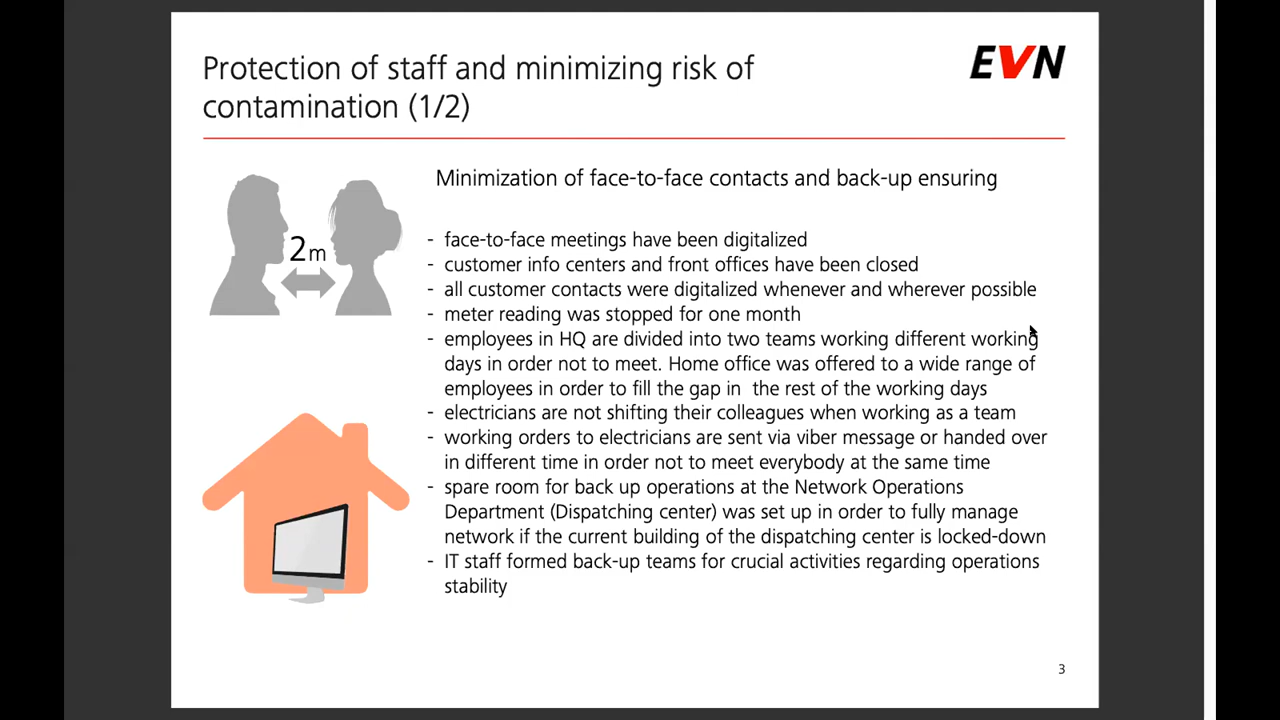 Protection of staff and minimizing risk of
contamination (1/2)
EVN
Minimization of face-to-face contacts and back-up ensuring
2m
- face-to-face meetings have been digitalized
- customer info centers and front offices have been closed
- all customer contacts were digitalized whenever and wherever possible
- meter reading was stopped for one month
- employees in HQ are divided into two teams working different working
days in order not to meet. Home office was offered to a wide range of
employees in order to fill the gap in  the rest of the working days
- electricians are not shifting their colleagues when working as a team
- working orders to electricians are sent via viber message or handed over
in different time in order not to meet everybody at the same time
- spare room for back up operations at the Network Operations
Department (Dispatching center) was set up in order to fully manage
network if the current building of the dispatching center is locked-down
- IT staff formed back-up teams for crucial activities regarding operations
stability
3